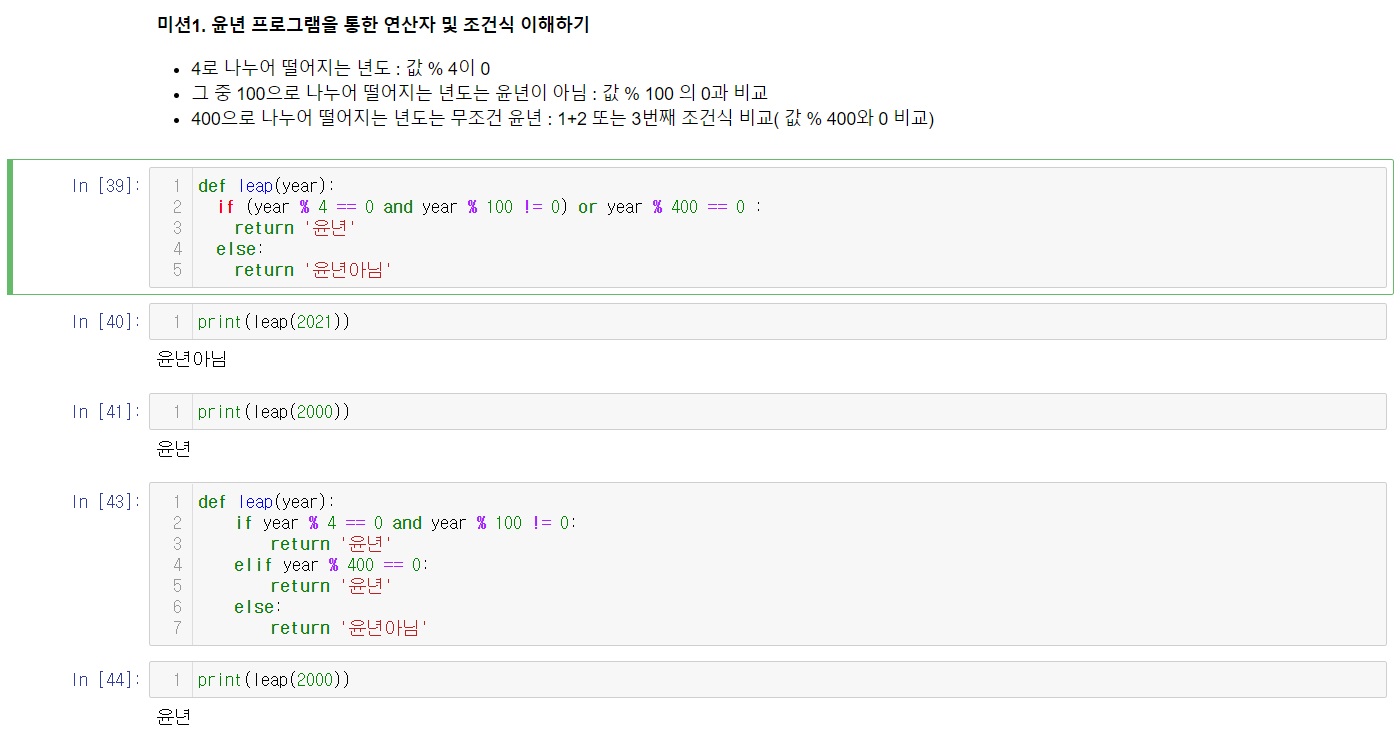 미션1. 윤년 프로그램을 통한 연산자 및 조건식 이해하기
• 4로 나누어 떨어지는 년도 : 값 % 4이 0
• 그 중 100으로 나누어 떨어지는 년도는 윤년이 아님 : 값 % 100 의 0과 비교
• 400으로 나누어 떨어지는 년도는 무조건 윤년 : 1+2 또는 3번째 조건식 비교( 값 % 400와 0 비교)
In [39]:
1 def leap(year):
2   if (year % 4 == 0 and year % 100 != 0) or year % 400 == 0 :
3     return '윤년'
4   else:
5     return '윤년아님'
In [40]: 1 print(leap(2021))
윤년아님
In [41]: 1 print(leap(2000))
윤년
In [43]:
1 def leap(year):
2     if year % 4 == 0 and year % 100 != 0:
3         return '윤년'
4     elif year % 400 == 0:
5         return '윤년'
6     else:
7         return '윤년아님'
In [44]: 1 print(leap(2000))
윤년